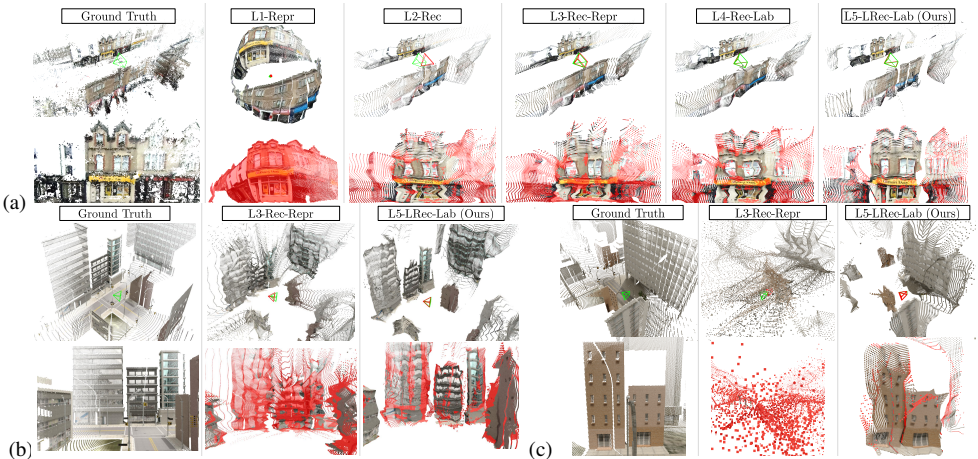 Ground Truth
L1-Repr
L2-Rec
L3-Rec-Repr
L4-Rec-Lab
L5-LRec-Lab (Ours)
(a)
Ground Truth
L3-Rec-Repr
L5-LRec-Lab (Ours)
Ground Truth
L3-Rec-Repr
L5-LRec-Lab (Ours)
(b)
(c)